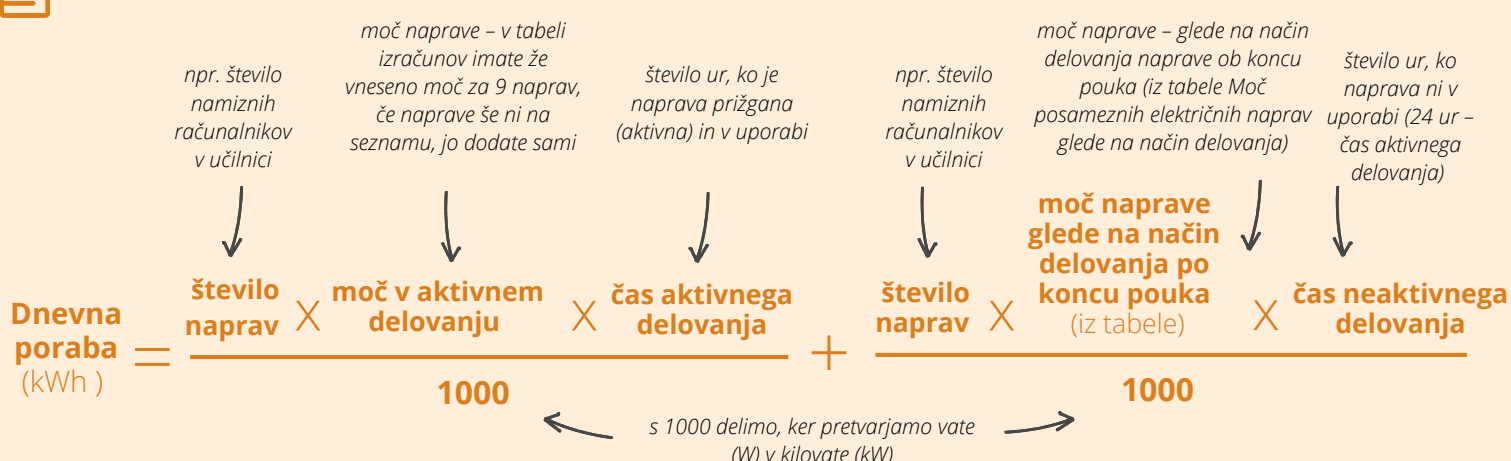 npr. število
namiznih
računalnikov
v učilnici
moč naprave – v tabeli
izračunov imate že
vneseno moč za 9 naprav,
če naprave še ni na
seznamu, jo dodate sami
število ur, ko je
naprava prižgana
(aktivna) in v uporabi
npr. število
namiznih
računalnikov
v učilnici
moč naprave – glede na način
delovanja naprave ob koncu
pouka (iz tabele Moč
posameznih električnih naprav
glede na način delovanja)
število ur, ko
naprava ni v
uporabi (24 ur –
čas aktivnega
delovanja)
Dnevna
poraba
(kWh )
=
število
naprav
X
moč v aktivnem
delovanju
X
čas aktivnega
delovanja
1000
+
število
naprav
X
moč naprave
glede na način
delovanja po
koncu pouka
(iz tabele)
X
čas neaktivnega
delovanja
1000
s 1000 delimo, ker pretvarjamo vate
(W) v kilovate (kW)